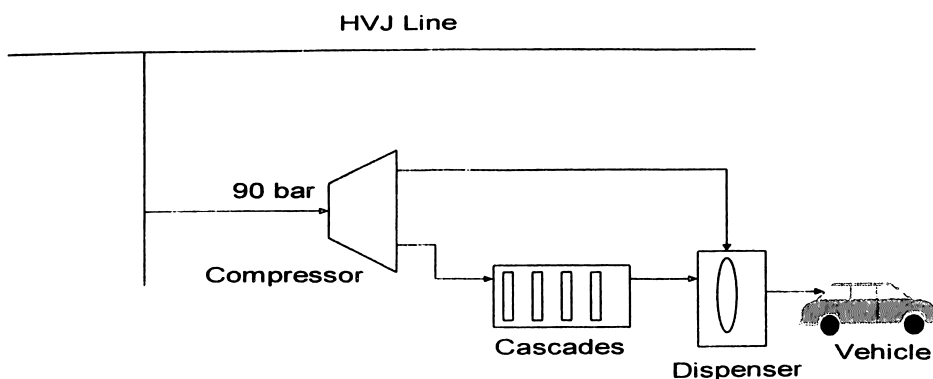 HVJ Line
90 bar
Compressor
Cascades
Dispenser
Vehicle